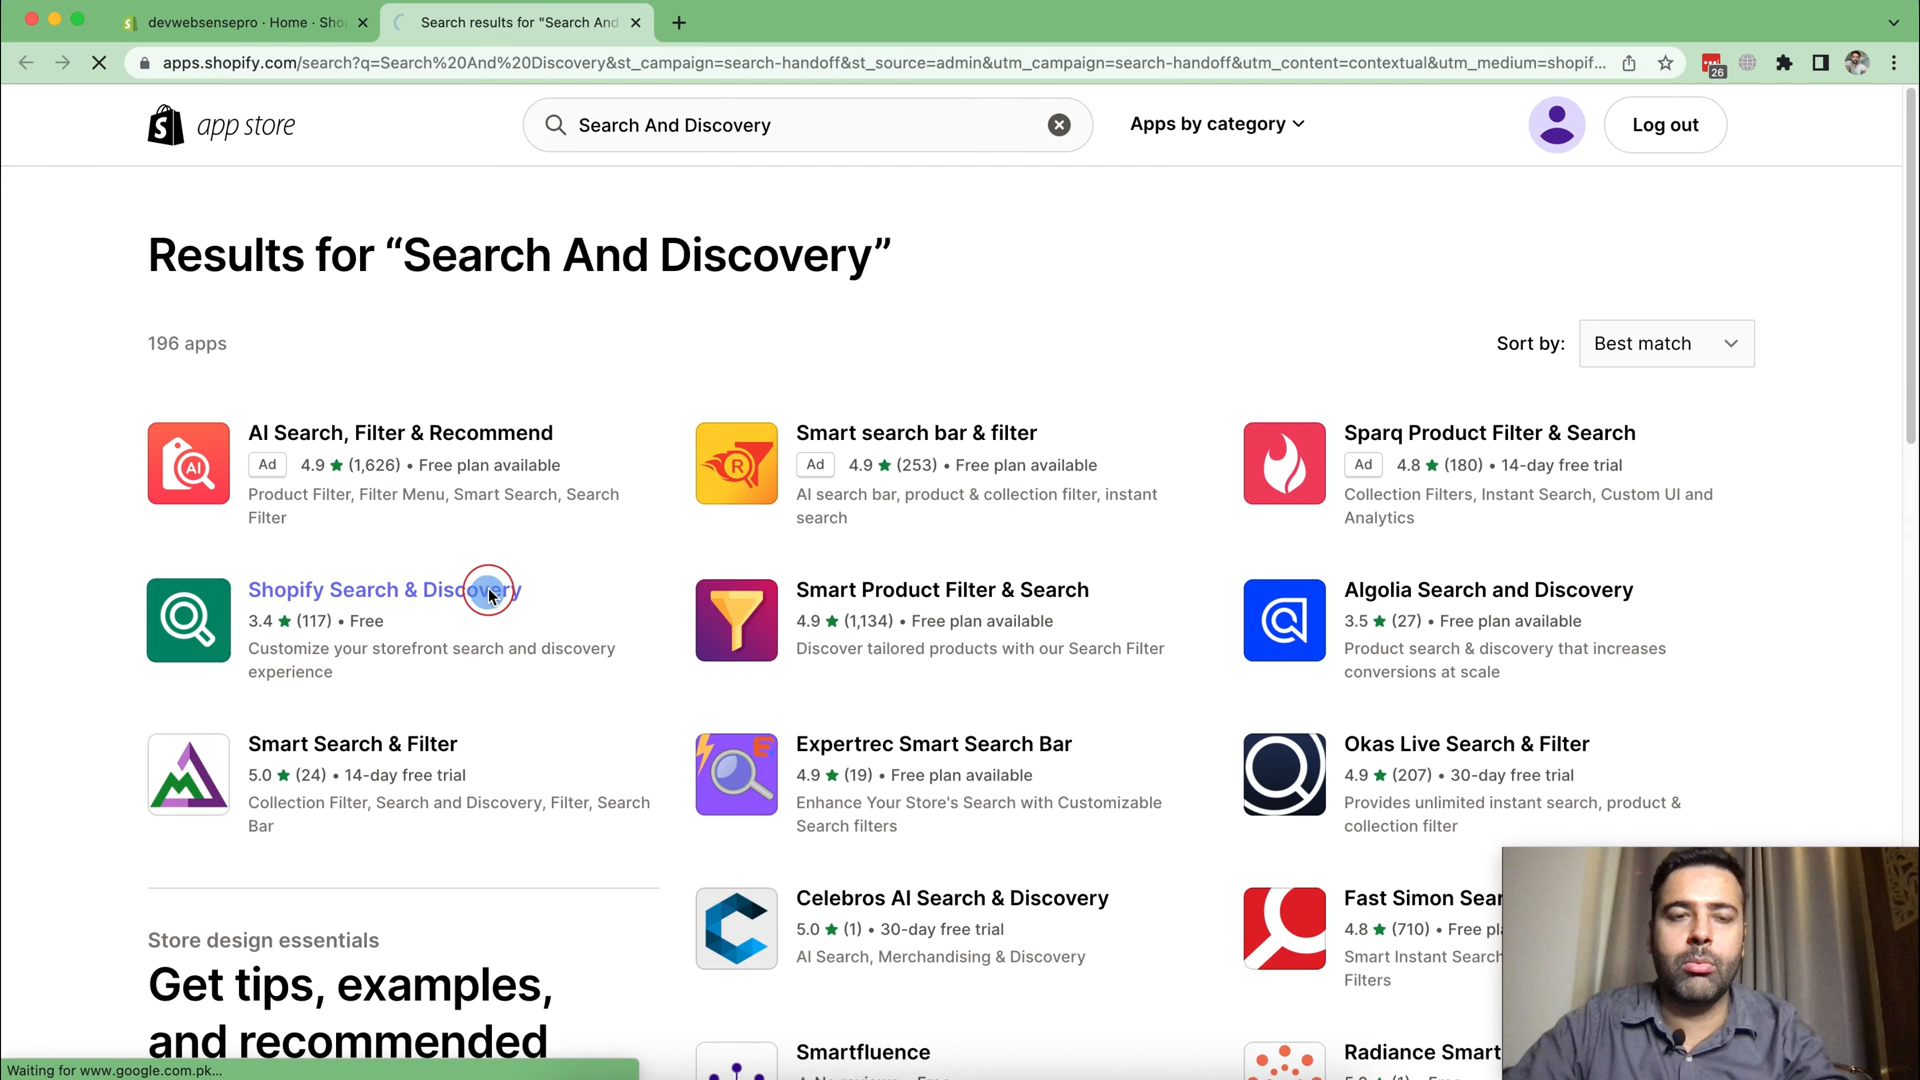 devwebsensepro · Home · Sho
Search results for "Search And
apps.shopify.com/search?q=Search%20And%20Discovery&st_campaign=search-handoff&st_source=admin&utm_campaign=search-handoff&utm_content=contextual&utm_medium=shopif...
26
app store
Search And Discovery
Apps by category
Log out
Results for “Search And Discovery”
196 apps
Sort by:
Best match
AI Search, Filter & Recommend
Ad 4.9 ★ (1,626) • Free plan available
Product Filter, Filter Menu, Smart Search, Search
Filter
AI
Smart search bar & filter
Ad 4.9 ★ (253) • Free plan available
AI search bar, product & collection filter, instant
search
R
Sparq Product Filter & Search
Ad 4.8 ★ (180) • 14-day free trial
Collection Filters, Instant Search, Custom UI and
Analytics
Shopify Search & Discovery
3.4 ★ (117) • Free
Customize your storefront search and discovery
experience
Smart Product Filter & Search
4.9 ★ (1,134) • Free plan available
Discover tailored products with our Search Filter
Algolia Search and Discovery
3.5 ★ (27) • Free plan available
Product search & discovery that increases
conversions at scale
Smart Search & Filter
5.0 ★ (24) • 14-day free trial
Collection Filter, Search and Discovery, Filter, Search
Bar
Expertrec Smart Search Bar
4.9 ★ (19) • Free plan available
Enhance Your Store's Search with Customizable
Search filters
E
Okas Live Search & Filter
4.9 ★ (207) • 30-day free trial
Provides unlimited instant search, product &
collection filter
Store design essentials
Get tips, examples,
and recommended
Celebros AI Search & Discovery
5.0 ★ (1) • 30-day free trial
AI Search, Merchandising & Discovery
Fast Simon Sear
4.8 ★ (710) • Free pl
Smart Instant Search
Filters
Smartfluence
Radiance Smart
Waiting for www.google.com.pk...